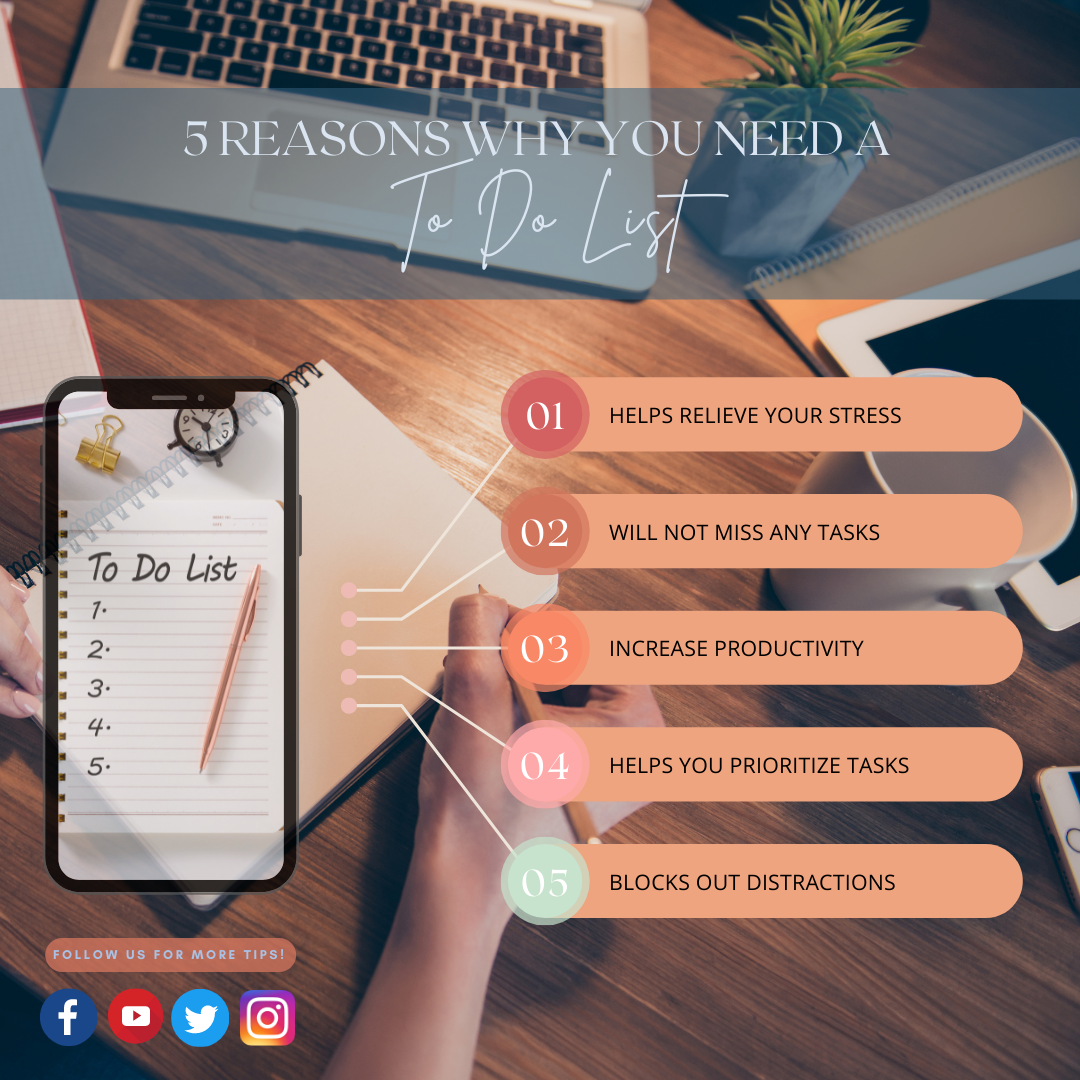 5 REASONS WHY YOU NEED A
To Do List
To Do List
1.
2.
3.
4.
5.
01 HELPS RELIEVE YOUR STRESS
02 WILL NOT MISS ANY TASKS
03 INCREASE PRODUCTIVITY
04 HELPS YOU PRIORITIZE TASKS
05 BLOCKS OUT DISTRACTIONS
FOLLOW US FOR MORE TIPS!